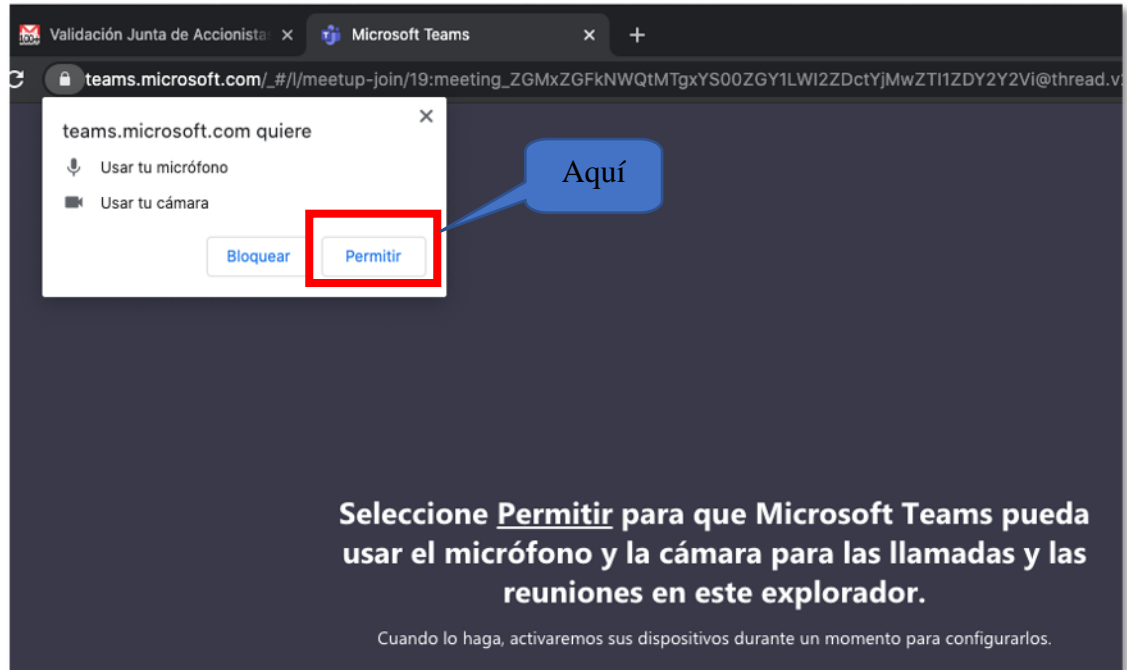 100+
Validación Junta de Accionista
Microsoft Teams
teams.microsoft.com/_#/l/meetup-join/19:meeting_ZGMxZGFkNWQtMTgxYS00ZGY1LWI2ZDctYjMwZTI1ZDY2Y2Vi@thread.v
teams.microsoft.com quiere
Usar tu micrófono
Usar tu cámara
Bloquear
Permitir
Aquí
Seleccione Permitir para que Microsoft Teams pueda
usar el micrófono y la cámara para las llamadas y las
reuniones en este explorador.
Cuando lo haga, activaremos sus dispositivos durante un momento para configurarlos.